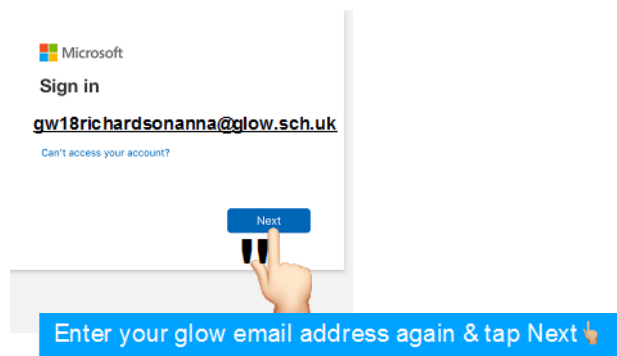 Microsoft
Sign in
gw18richardsonanna@glow.sch.uk
Can't access your account?
Next
"
Enter your glow email address again & tap Next👆